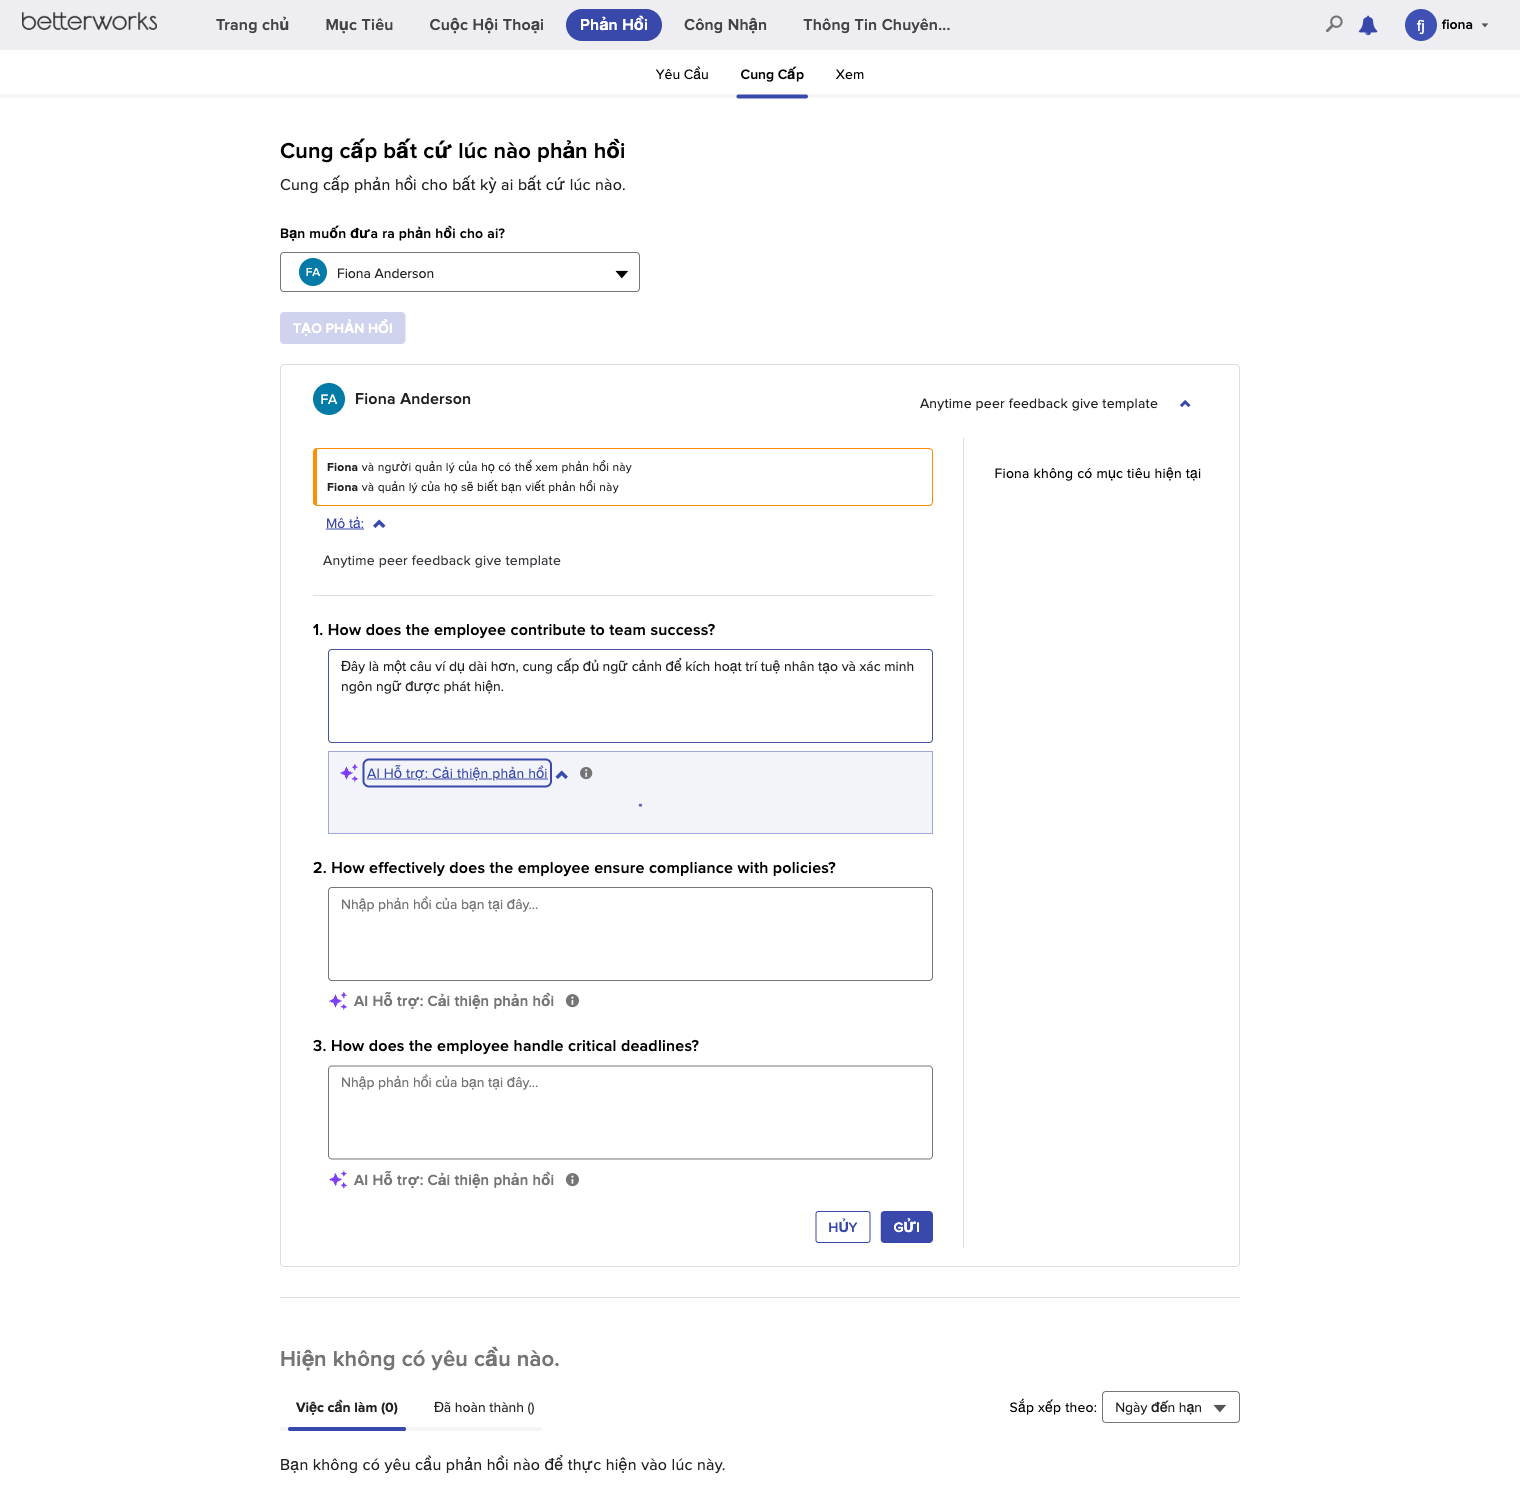 betterworks
Trang chủ
Mục Tiêu
Cuộc Hội Thoại
Phản Hồi
Công Nhận
Thông Tin Chuyên...
fj
fiona
Yêu Cầu
Cung Cấp
Xem
Cung cấp bất cứ lúc nào phản hồi
Cung cấp phản hồi cho bất kỳ ai bất cứ lúc nào.
Bạn muốn đưa ra phản hồi cho ai?
FA Fiona Anderson
TẠO PHẢN HỒI
FA Fiona Anderson
Anytime peer feedback give template
Fiona và người quản lý của họ có thể xem phản hồi này
Fiona và quản lý của họ sẽ biết bạn viết phản hồi này
Fiona không có mục tiêu hiện tại
Mô tả:
Anytime peer feedback give template
1. How does the employee contribute to team success?
Đây là một câu ví dụ dài hơn, cung cấp đủ ngữ cảnh để kích hoạt trí tuệ nhân tạo và xác minh
ngôn ngữ được phát hiện.
AI Hỗ trợ: Cải thiện phản hồi
2. How effectively does the employee ensure compliance with policies?
Nhập phản hồi của bạn tại đây...
AI Hỗ trợ: Cải thiện phản hồi
3. How does the employee handle critical deadlines?
Nhập phản hồi của bạn tại đây...
AI Hỗ trợ: Cải thiện phản hồi
HỦY
GỬI
Hiện không có yêu cầu nào.
Việc cần làm (0)
Đã hoàn thành ()
Sắp xếp theo:
Ngày đến hạn
Bạn không có yêu cầu phản hồi nào để thực hiện vào lúc này.